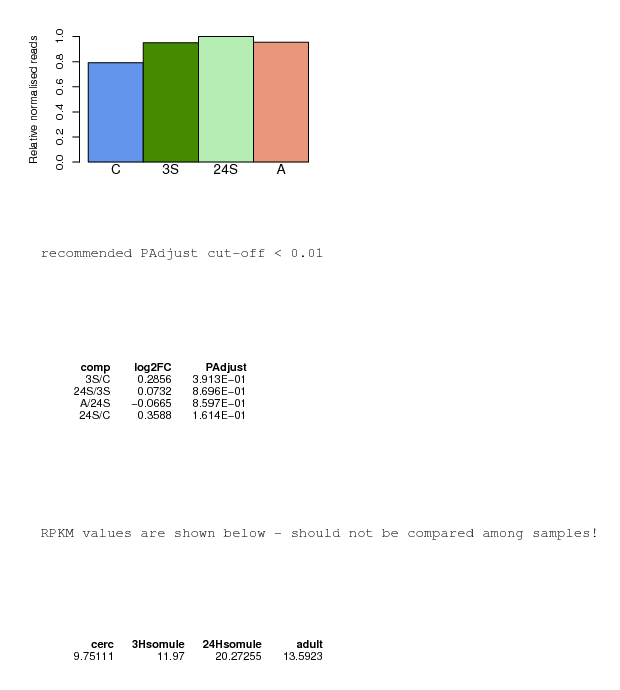 Relative normalised reads
1.0
0.8
0.6
0.4
0.2
0.0
C 3S 24S A
recommended PAdjust cut-off < 0.01
comp log2FC PAdjust
3S/C 0.2856 3.913E-01
24S/3S 0.0732 8.696E-01
A/24S -0.0665 8.597E-01
24S/C 0.3588 1.614E-01
RPKM values are shown below - should not be compared among samples!
cerc 3Hsomule 24Hsomule adult
9.75111 11.97 20.27255 13.5923